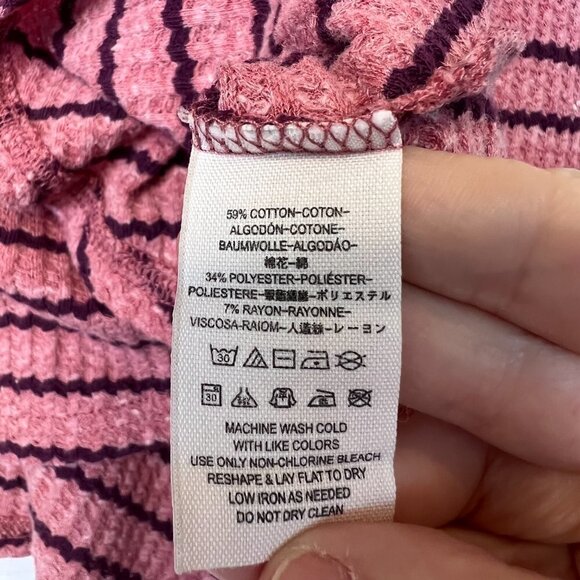 59% COTTON-COTON-
ALGODÓN-COTONE-
BAUMWOLLE-ALGODÃO-
棉花-綿
34% POLYESTER-POLIÉSTER-
POLIESTERE-聚酯纖維-ポリエステル
7% RAYON-RAYONNE-
VISCOSA-RAIOM-人造絲-レーヨン
30
30
MACHINE WASH COLD
WITH LIKE COLORS
USE ONLY NON-CHLORINE BLEACH
RESHAPE & LAY FLAT TO DRY
LOW IRON AS NEEDED
DO NOT DRY CLEAN